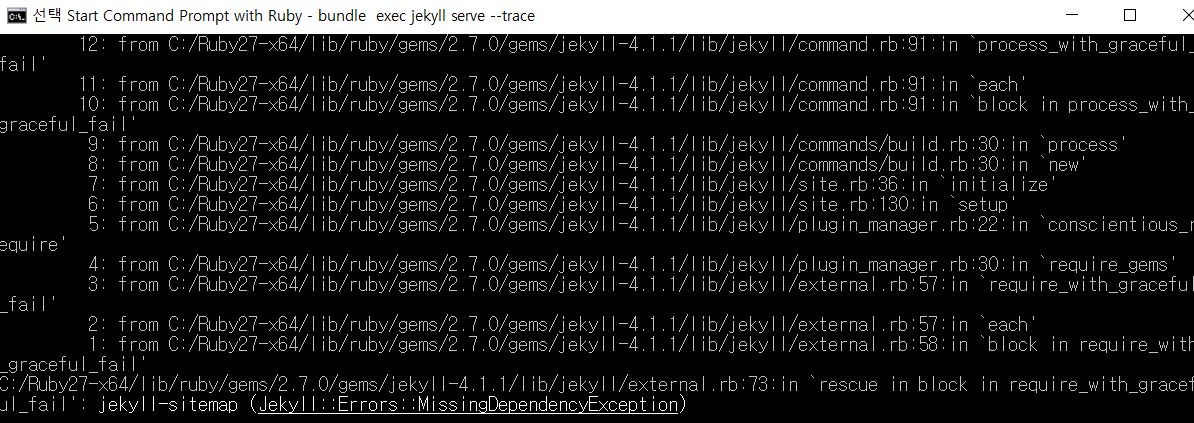 선택 Start Command Prompt with Ruby - bundle  exec jekyll serve --trace
12: from C:/Ruby27-x64/lib/ruby/gems/2.7.0/gems/jekyll-4.1.1/lib/jekyll/command.rb:91:in `process_with_graceful_
fail'
11: from C:/Ruby27-x64/lib/ruby/gems/2.7.0/gems/jekyll-4.1.1/lib/jekyll/command.rb:91:in `each'
10: from C:/Ruby27-x64/lib/ruby/gems/2.7.0/gems/jekyll-4.1.1/lib/jekyll/command.rb:91:in `block in process_with_
graceful_fail'
9: from C:/Ruby27-x64/lib/ruby/gems/2.7.0/gems/jekyll-4.1.1/lib/jekyll/commands/build.rb:30:in `process'
8: from C:/Ruby27-x64/lib/ruby/gems/2.7.0/gems/jekyll-4.1.1/lib/jekyll/commands/build.rb:30:in `new'
7: from C:/Ruby27-x64/lib/ruby/gems/2.7.0/gems/jekyll-4.1.1/lib/jekyll/site.rb:36:in `initialize'
6: from C:/Ruby27-x64/lib/ruby/gems/2.7.0/gems/jekyll-4.1.1/lib/jekyll/site.rb:130:in `setup'
5: from C:/Ruby27-x64/lib/ruby/gems/2.7.0/gems/jekyll-4.1.1/lib/jekyll/plugin_manager.rb:22:in `conscientious_r
equire'
4: from C:/Ruby27-x64/lib/ruby/gems/2.7.0/gems/jekyll-4.1.1/lib/jekyll/plugin_manager.rb:30:in `require_gems'
3: from C:/Ruby27-x64/lib/ruby/gems/2.7.0/gems/jekyll-4.1.1/lib/jekyll/external.rb:57:in `require_with_graceful
_fail'
2: from C:/Ruby27-x64/lib/ruby/gems/2.7.0/gems/jekyll-4.1.1/lib/jekyll/external.rb:57:in `each'
1: from C:/Ruby27-x64/lib/ruby/gems/2.7.0/gems/jekyll-4.1.1/lib/jekyll/external.rb:58:in `block in require_with
_graceful_fail'
C:/Ruby27-x64/lib/ruby/gems/2.7.0/gems/jekyll-4.1.1/lib/jekyll/external.rb:73:in `rescue in block in require_with_gracef
ul_fail': jekyll-sitemap (Jekyll::Errors::MissingDependencyException)